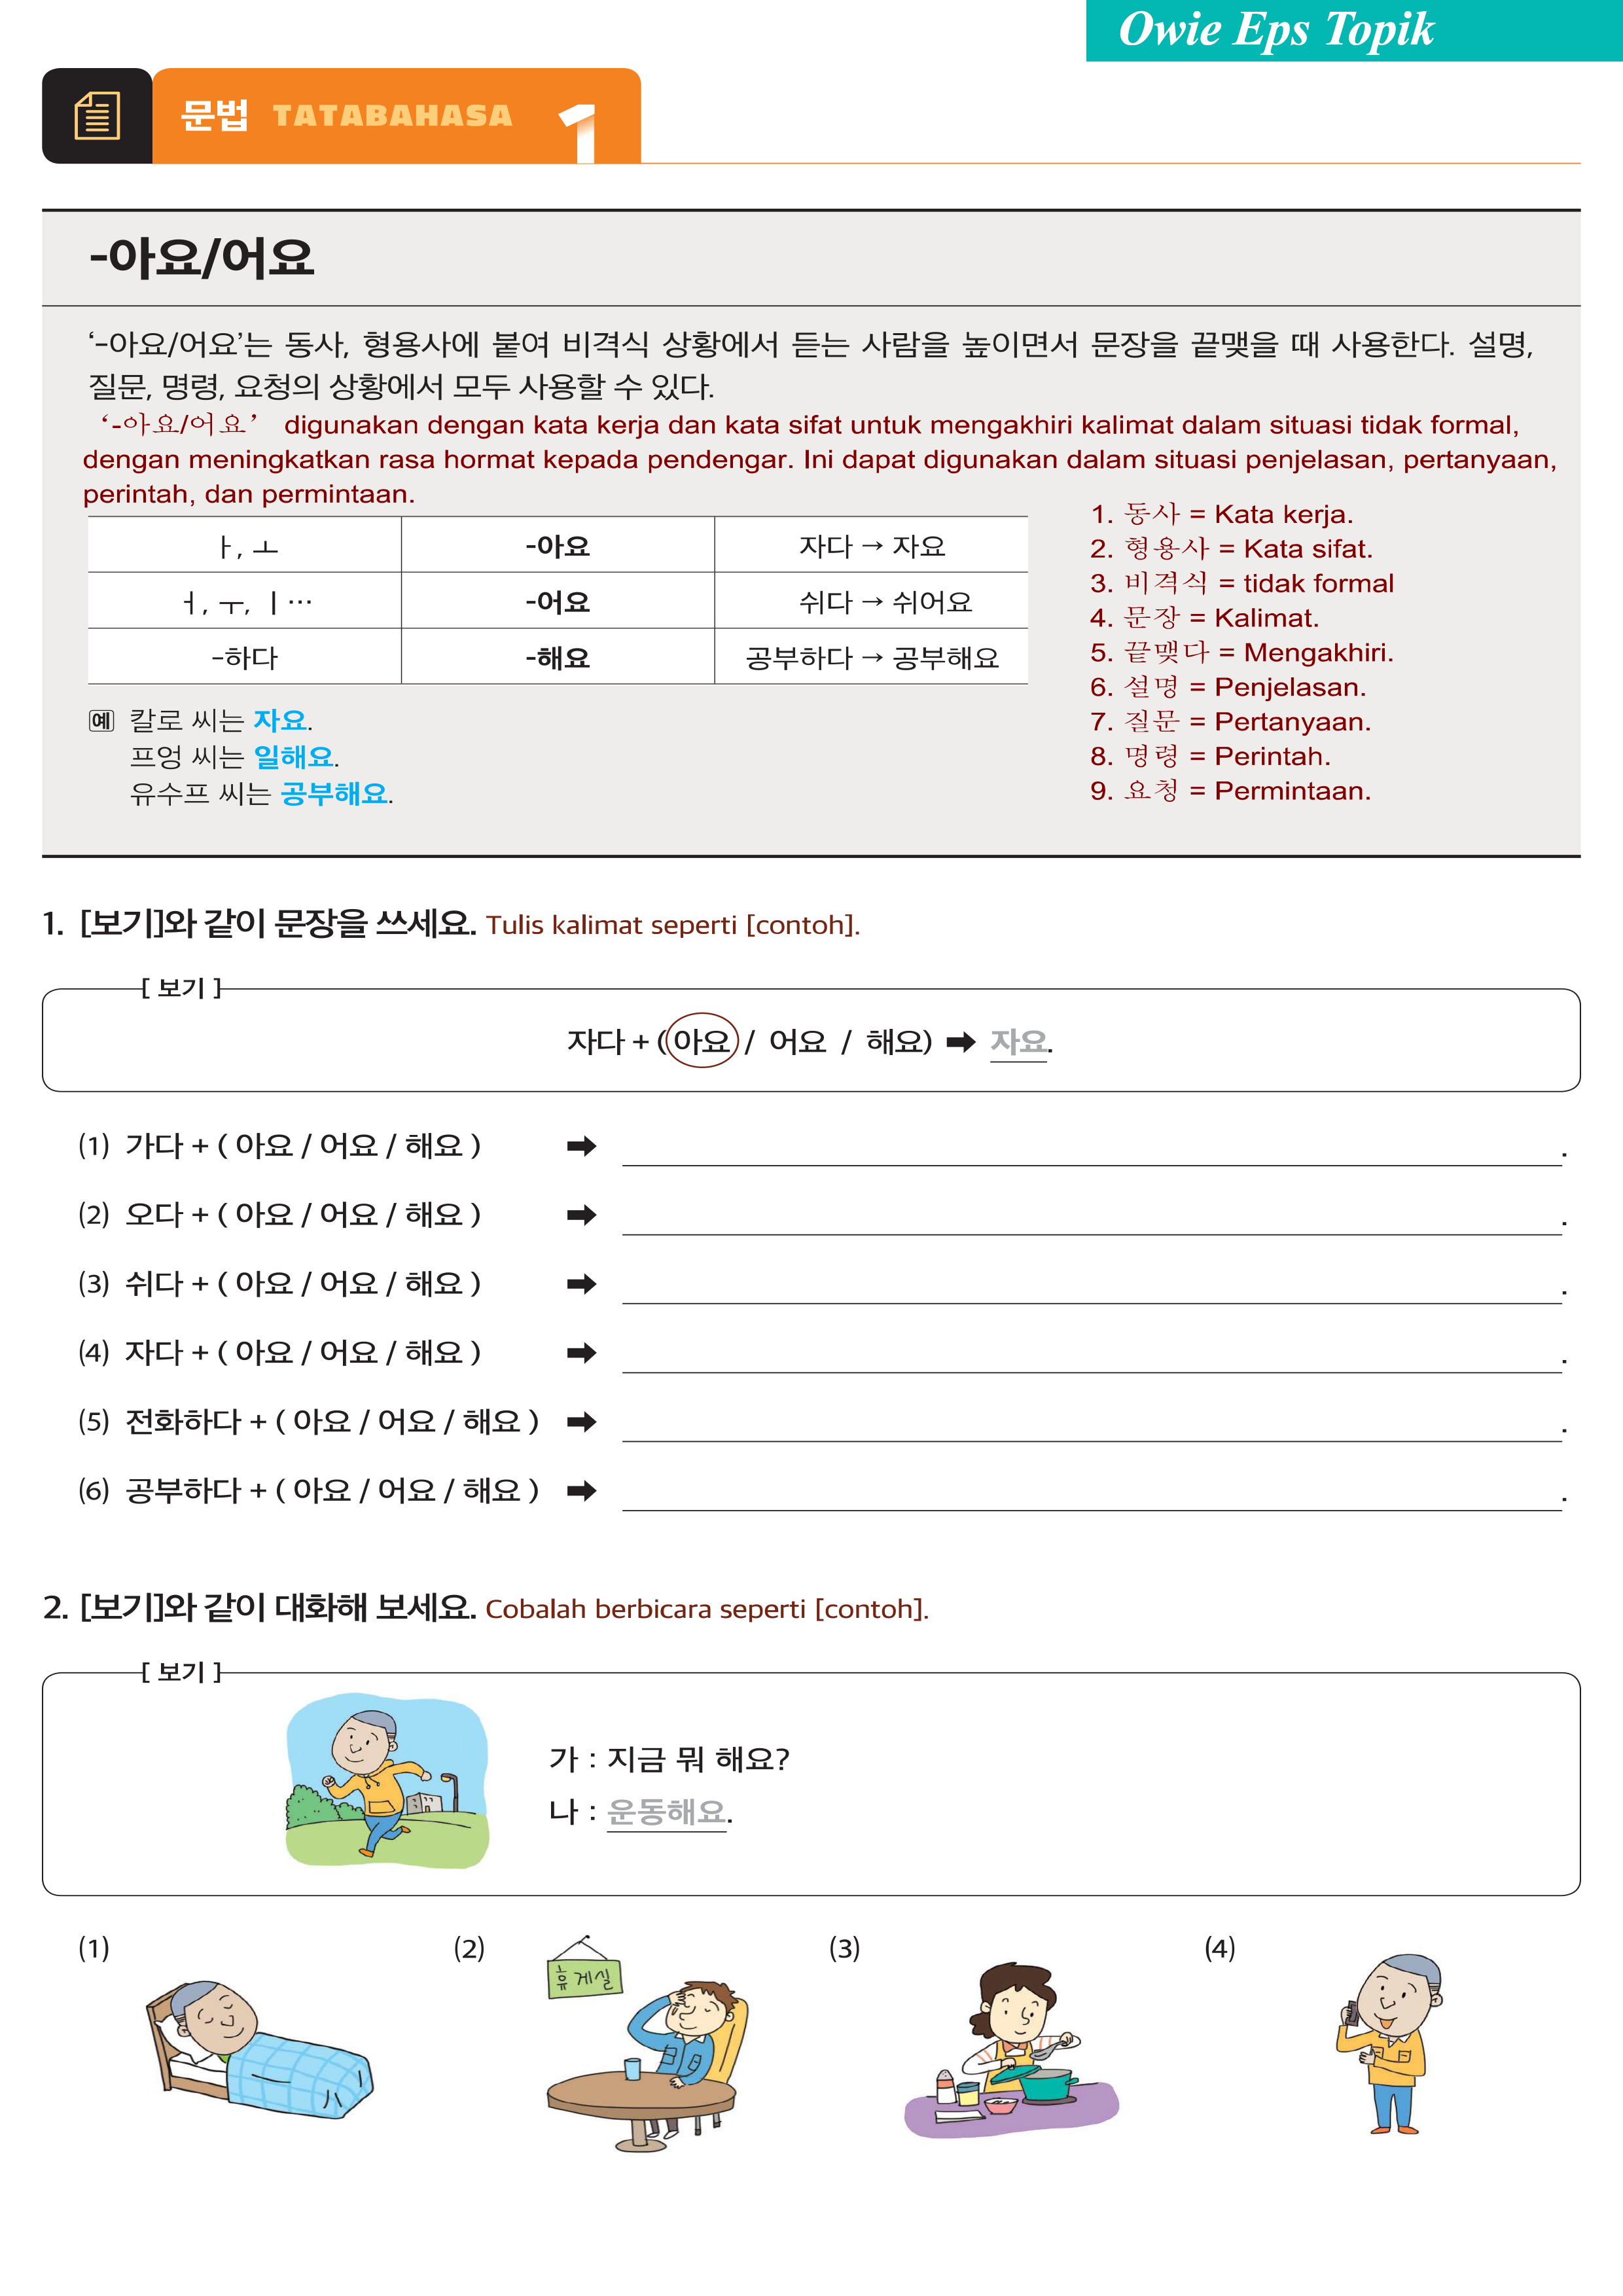 Owie Eps Topik
문법 TATABAHASA 1
-아요/어요
‘-아요/어요’는 동사, 형용사에 붙여 비격식 상황에서 듣는 사람을 높이면서 문장을 끝맺을 때 사용한다. 설명,
질문, 명령, 요청의 상황에서 모두 사용할 수 있다.
‘-아요/어요’ digunakan dengan kata kerja dan kata sifat untuk mengakhiri kalimat dalam situasi tidak formal,
dengan meningkatkan rasa hormat kepada pendengar. Ini dapat digunakan dalam situasi penjelasan, pertanyaan,
perintah, dan permintaan.
ㅏ, ㅗ -아요 자다 → 자요
ㅓ, ㅜ, ㅣ… -어요 쉬다 → 쉬어요
-하다 -해요 공부하다 → 공부해요
예 칼로 씨는 자요.
프엉 씨는 일해요.
유수프 씨는 공부해요.
1. 동사 = Kata kerja.
2. 형용사 = Kata sifat.
3. 비격식 = tidak formal
4. 문장 = Kalimat.
5. 끝맺다 = Mengakhiri.
6. 설명 = Penjelasan.
7. 질문 = Pertanyaan.
8. 명령 = Perintah.
9. 요청 = Permintaan.
1. [보기]와 같이 문장을 쓰세요. Tulis kalimat seperti [contoh].
[ 보기 ]
자다 + (아요 / 어요 / 해요) ➡ 자요.
(1) 가다 + ( 아요 / 어요 / 해요 ) ➡ .
(2) 오다 + ( 아요 / 어요 / 해요 ) ➡ .
(3) 쉬다 + ( 아요 / 어요 / 해요 ) ➡ .
(4) 자다 + ( 아요 / 어요 / 해요 ) ➡ .
(5) 전화하다 + ( 아요 / 어요 / 해요 ) ➡ .
(6) 공부하다 + ( 아요 / 어요 / 해요 ) ➡ .
2. [보기]와 같이 대화해 보세요. Cobalah berbicara seperti [contoh].
[ 보기 ]
가 : 지금 뭐 해요?
나 : 운동해요.
(1) (2) (3) (4)
휴게실